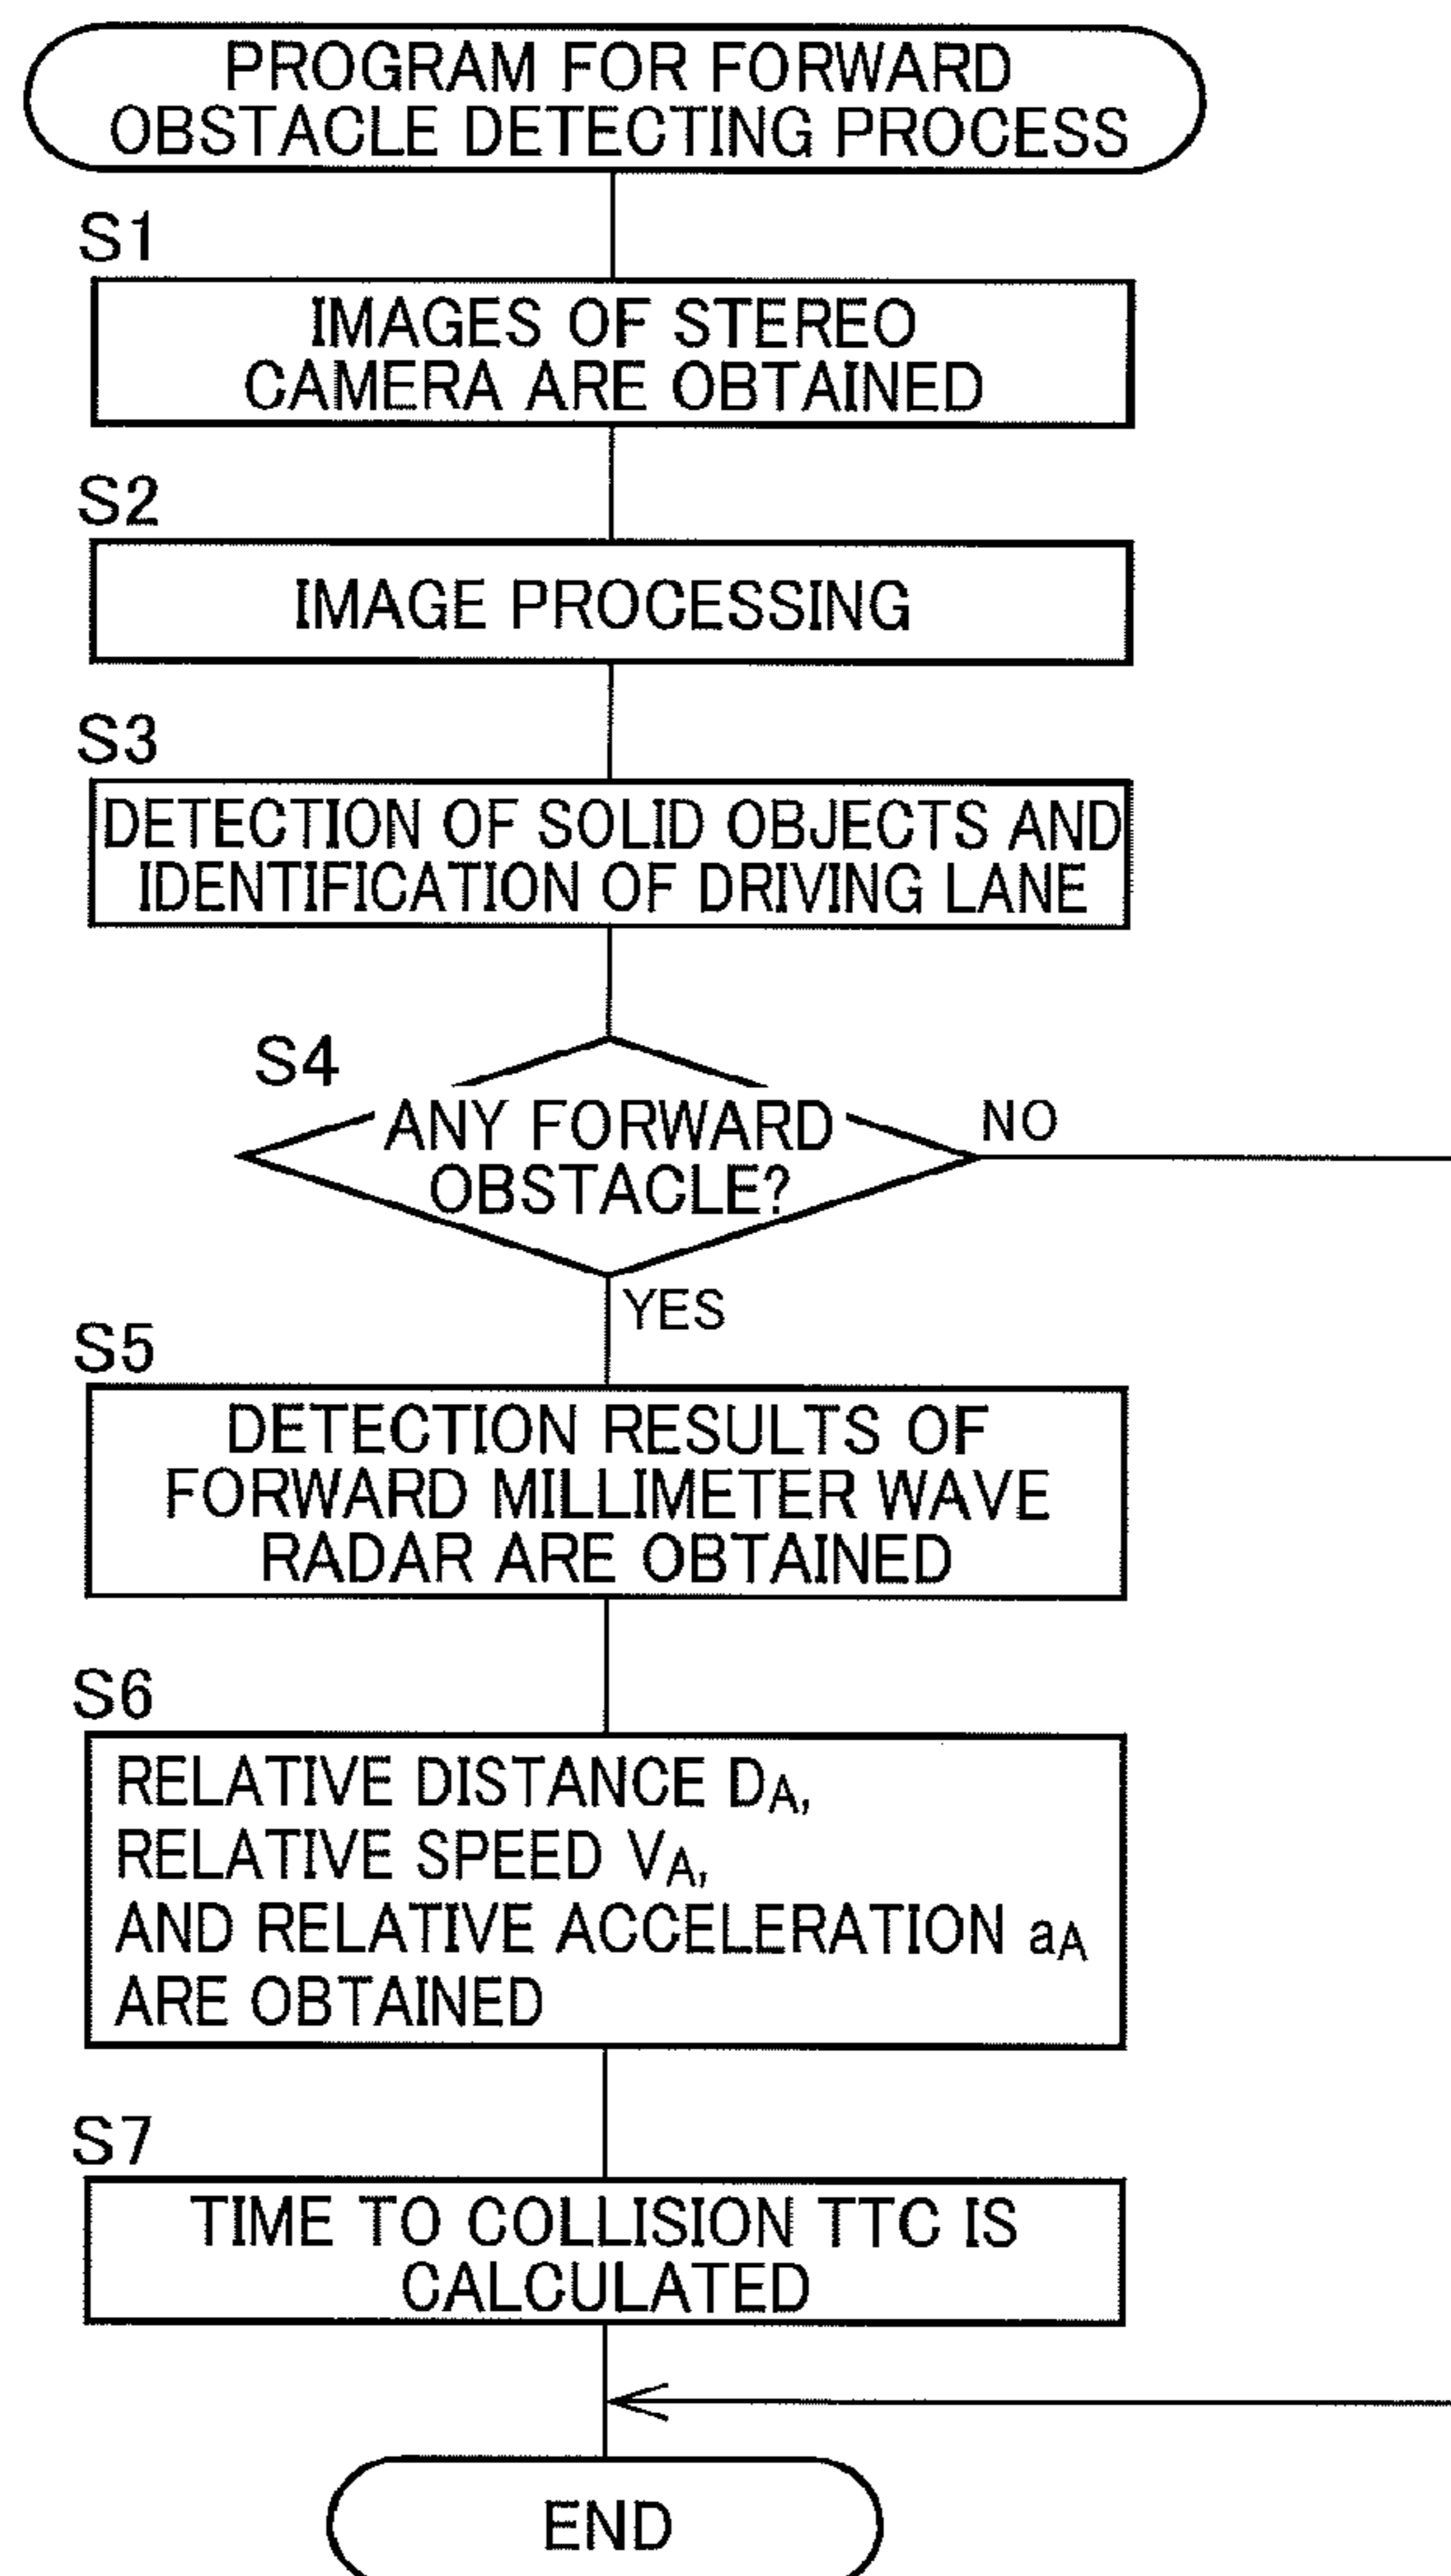 PROGRAM FOR FORWARD
OBSTACLE DETECTING PROCESS
S1
IMAGES OF STEREO
CAMERA ARE OBTAINED
S2
IMAGE PROCESSING
S3
DETECTION OF SOLID OBJECTS AND
IDENTIFICATION OF DRIVING LANE
S4
ANY FORWARD
OBSTACLE?
NO
YES
S5
DETECTION RESULTS OF
FORWARD MILLIMETER WAVE
RADAR ARE OBTAINED
S6
RELATIVE DISTANCE DA,
RELATIVE SPEED VA,
AND RELATIVE ACCELERATION aA
ARE OBTAINED
S7
TIME TO COLLISION TTC IS
CALCULATED
END